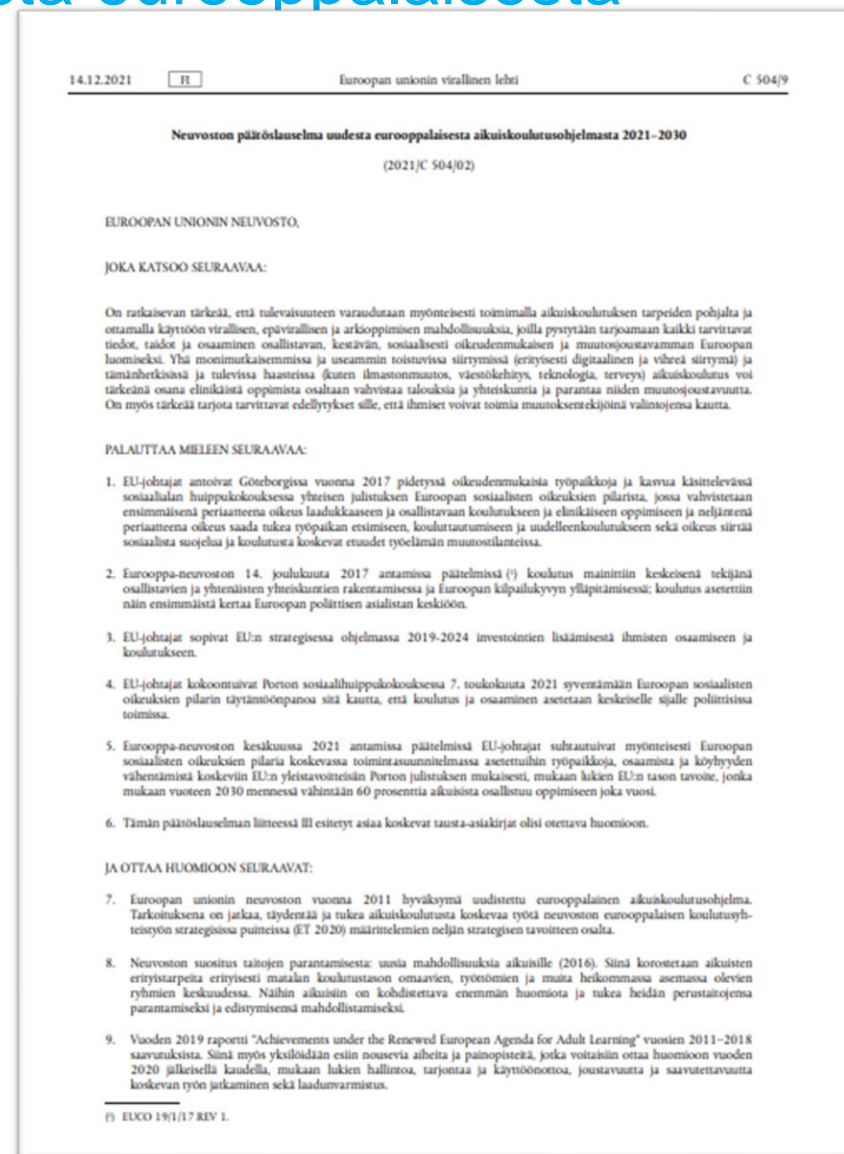 eurooppalaisesta
14.12.2021 FI Euroopan unionin virallinen lehti C 504/9
Neuvoston päätöslauselma uudesta eurooppalaisesta aikuiskoulutusohjelmasta 2021–2030
(2021/C 504/02)
EUROOPAN UNIONIN NEUVOSTO,
JOKA KATSOO SEURAAVAA:
On ratkaisevan tärkeää, että tulevaisuuteen varaudutaan myönteisesti toimimalla aikuiskoulutuksen tarpeiden pohjalta ja
ottamalla käyttöön virallisen, epävirallisen ja arkioppimisen mahdollisuuksia, joilla pystytään tarjoamaan kaikki tarvittavat
tiedot, taidot ja osaaminen osallistavan, kestävän, sosiaalisesti oikeudenmukaisen ja muutosjoustavamman Euroopan
luomiseksi. Yhä monimutkaisemmissa ja useammin toistuvissa siirtymissä (erityisesti digitaalinen ja vihreä siirtymä) ja
tämänhetkisissä ja tulevissa haasteissa (kuten ilmastonmuutos, väestökehitys, teknologia, terveys) aikuiskoulutus voi
tärkeänä osana elinikäistä oppimista osaltaan vahvistaa talouksia ja yhteiskuntia ja parantaa niiden muutosjoustavuutta.
On myös tärkeää tarjota tarvittavat edellytykset sille, että ihmiset voivat toimia muutoksentekijöinä valintojensa kautta.
PALAUTTAA MIELEEN SEURAAVAA:
1. EU-johtajat antoivat Göteborgissa vuonna 2017 pidetyssä oikeudenmukaisia työpaikkoja ja kasvua käsittelevässä
sosiaalialan huippukokouksessa yhteisen julistuksen Euroopan sosiaalisten oikeuksien pilarista, jossa vahvistetaan
ensimmäisenä periaatteena oikeus laadukkaaseen ja osallistavaan koulutukseen ja elinikäiseen oppimiseen ja neljäntenä
periaatteena oikeus saada tukea työpaikan etsimiseen, kouluttautumiseen ja uudelleenkoulutukseen sekä oikeus siirtää
sosiaalista suojelua ja koulutusta koskevat etuudet työelämän muutostilanteissa.
2. Eurooppa-neuvoston 14. joulukuuta 2017 antamissa päätelmissä (¹) koulutus mainittiin keskeisenä tekijänä
osallistavien ja yhtenäisten yhteiskuntien rakentamisessa ja Euroopan kilpailukyvyn ylläpitämisessä; koulutus asetettiin
näin ensimmäistä kertaa Euroopan poliittisen asialistan keskiöön.
3. EU-johtajat sopivat EU:n strategisessa ohjelmassa 2019-2024 investointien lisäämisestä ihmisten osaamiseen ja
koulutukseen.
4. EU-johtajat kokoontuivat Porton sosiaalihuippukokouksessa 7. toukokuuta 2021 syventämään Euroopan sosiaalisten
oikeuksien pilarin täytäntöönpanoa sitä kautta, että koulutus ja osaaminen asetetaan keskeiselle sijalle poliittisissa
toimissa.
5. Eurooppa-neuvoston kesäkuussa 2021 antamissa päätelmissä EU-johtajat suhtautuivat myönteisesti Euroopan
sosiaalisten oikeuksien pilaria koskevassa toimintasuunnitelmassa asetettuihin työpaikkoja, osaamista ja köyhyyden
vähentämistä koskeviin EU:n yleistavoitteisiin Porton julistuksen mukaisesti, mukaan lukien EU:n tason tavoite, jonka
mukaan vuoteen 2030 mennessä vähintään 60 prosenttia aikuisista osallistuu oppimiseen joka vuosi.
6. Tämän päätöslauselman liitteessä III esitetyt asiaa koskevat tausta-asiakirjat olisi otettava huomioon.
JA OTTAA HUOMIOON SEURAAVAT:
7. Euroopan unionin neuvoston vuonna 2011 hyväksymä uudistettu eurooppalainen aikuiskoulutusohjelma.
Tarkoituksena on jatkaa, täydentää ja tukea aikuiskoulutusta koskevaa työtä neuvoston eurooppalaisen koulutusyh-
teistyön strategisissa puitteissa (ET 2020) määrittelemien neljän strategisen tavoitteen osalta.
8. Neuvoston suositus taitojen parantamisesta: uusia mahdollisuuksia aikuisille (2016). Siinä korostetaan aikuisten
erityistarpeita erityisesti matalan koulutustason omaavien, työttömien ja muita heikommassa asemassa olevien
ryhmien keskuudessa. Näihin aikuisiin on kohdistettava enemmän huomiota ja tukea heidän perustaitojensa
parantamiseksi ja edistymisensä mahdollistamiseksi.
9. Vuoden 2019 raportti "Achievements under the Renewed European Agenda for Adult Learning" vuosien 2011–2018
saavutuksista. Siinä myös yksilöidään esiin nousevia aiheita ja painopisteitä, jotka voitaisiin ottaa huomioon vuoden
2020 jälkeisellä kaudella, mukaan lukien hallintoa, tarjontaa ja käyttöönottoa, joustavuutta ja saavutettavuutta
koskevan työn jatkaminen sekä laadunvarmistus.
(¹) EUCO 19/1/17 REV 1.